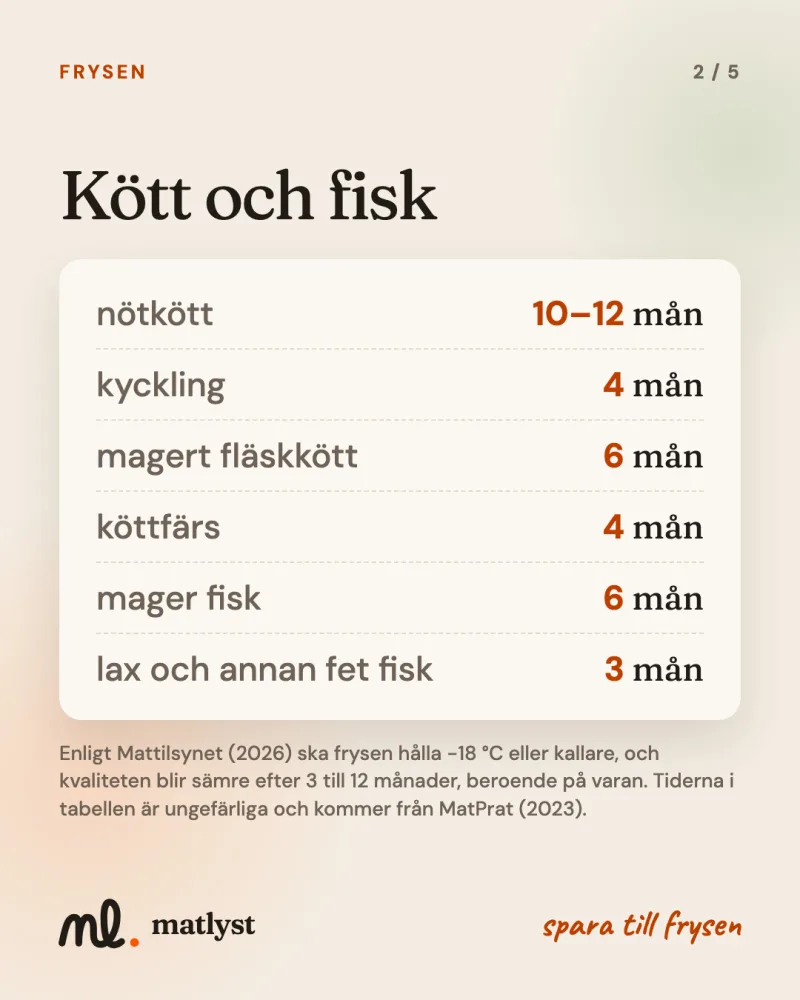 FRYSEN
2 / 5
Kött och fisk
nötkött 10–12 mån
kyckling 4 mån
magert fläskkött 6 mån
köttfärs 4 mån
mager fisk 6 mån
lax och annan fet fisk 3 mån
Enligt Mattilsynet (2026) ska frysen hålla −18 °C eller kallare, och
kvaliteten blir sämre efter 3 till 12 månader, beroende på varan. Tiderna i
tabellen är ungefärliga och kommer från MatPrat (2023).
ml. matlyst
spara till frysen